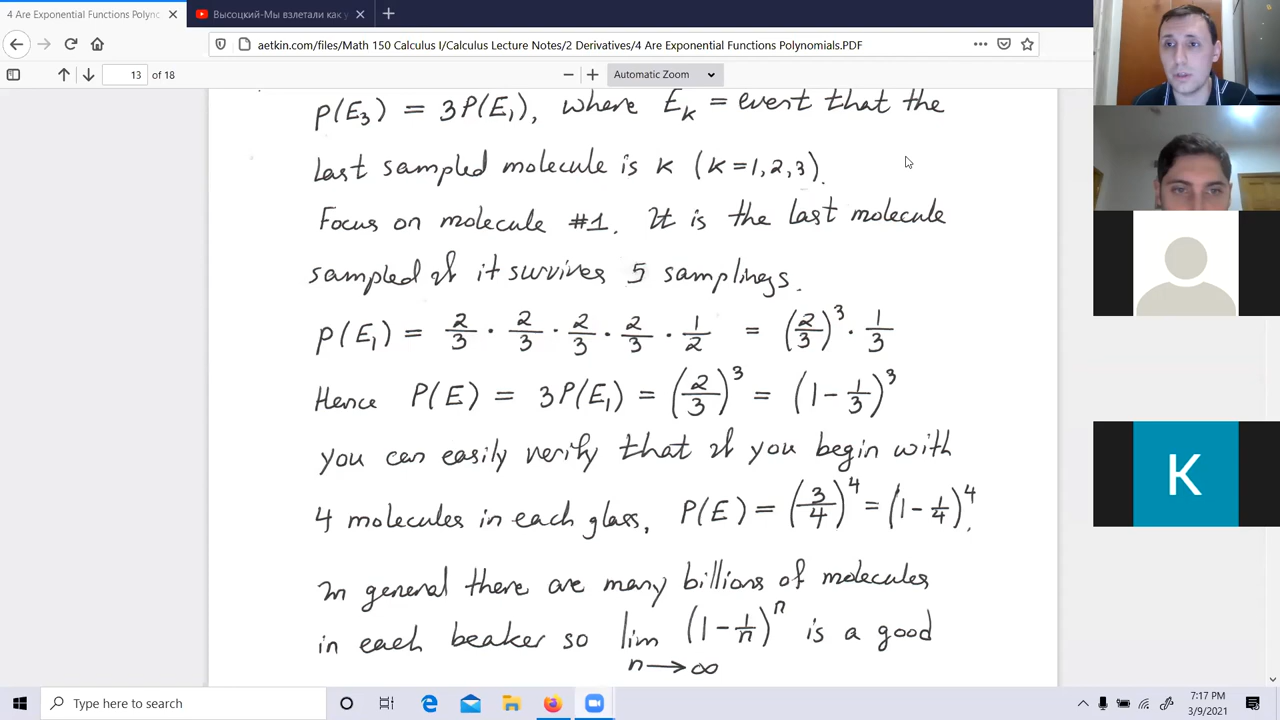 4 Are Exponential Functions Polync
Высоцкий-Мы взлетали как у
aetkin.com/files/Math 150 Calculus I/Calculus Lecture Notes/2 Derivatives/4 Are Exponential Functions Polynomials.PDF
13 of 18
Automatic Zoom
P(E₃) = 3P(E₁), where E_K = event that the
Last sampled molecule is K (K=1,2,3).
Focus on molecule #1. It is the last molecule
sampled if it survives 5 samplings.
P(E₁) = 2/3 · 2/3 · 2/3 · 2/3 · 1/2 = (2/3)³ · 1/3
Hence P(E) = 3P(E₁) = (2/3)³ = (1 - 1/3)³
you can easily verify that if you begin with
4 molecules in each glass, P(E) = (3/4)⁴ = (1 - 1/4)⁴.
In general there are many billions of molecules
in each beaker so lim n→∞ (1 - 1/n)ⁿ is a good
K
Type here to search
7:17 PM
3/9/2021